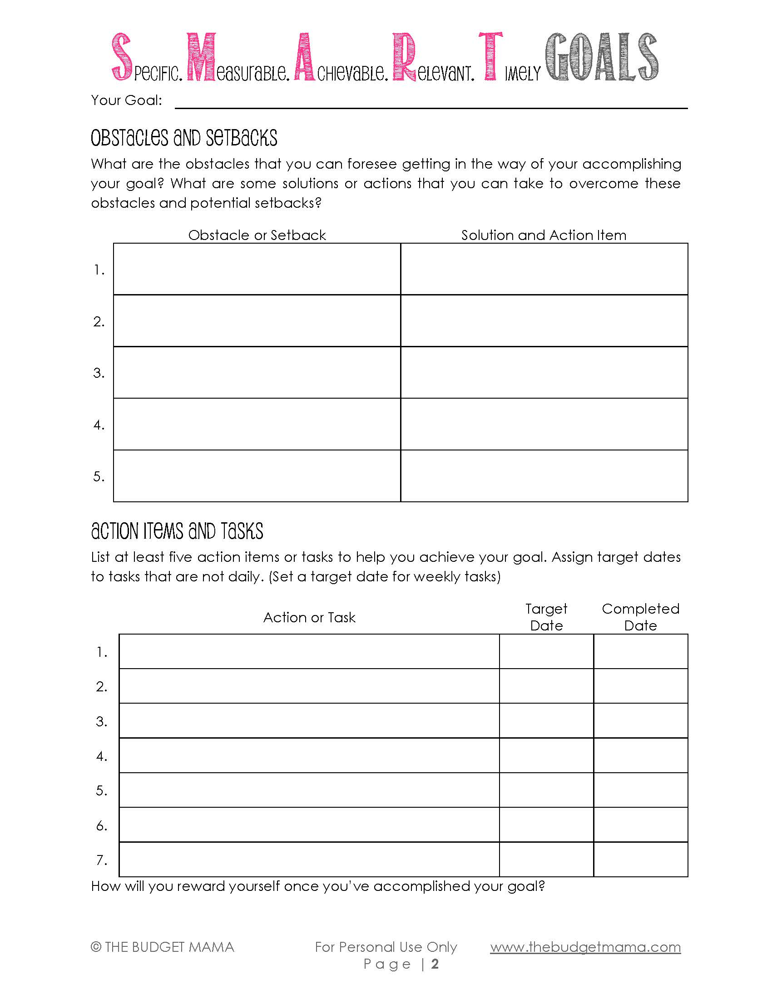 Specific. Measurable. Achievable. Relevant. Timely GOALS
Your Goal:
Obstacles and Setbacks
What are the obstacles that you can foresee getting in the way of your accomplishing
your goal? What are some solutions or actions that you can take to overcome these
obstacles and potential setbacks?
Obstacle or Setback Solution and Action Item
1.
2.
3.
4.
5.
Action Items and Tasks
List at least five action items or tasks to help you achieve your goal. Assign target dates
to tasks that are not daily. (Set a target date for weekly tasks)
Action or Task Target Date Completed Date
1.
2.
3.
4.
5.
6.
7.
How will you reward yourself once you've accomplished your goal?
© THE BUDGET MAMA For Personal Use Only www.thebudgetmama.com
Page | 2